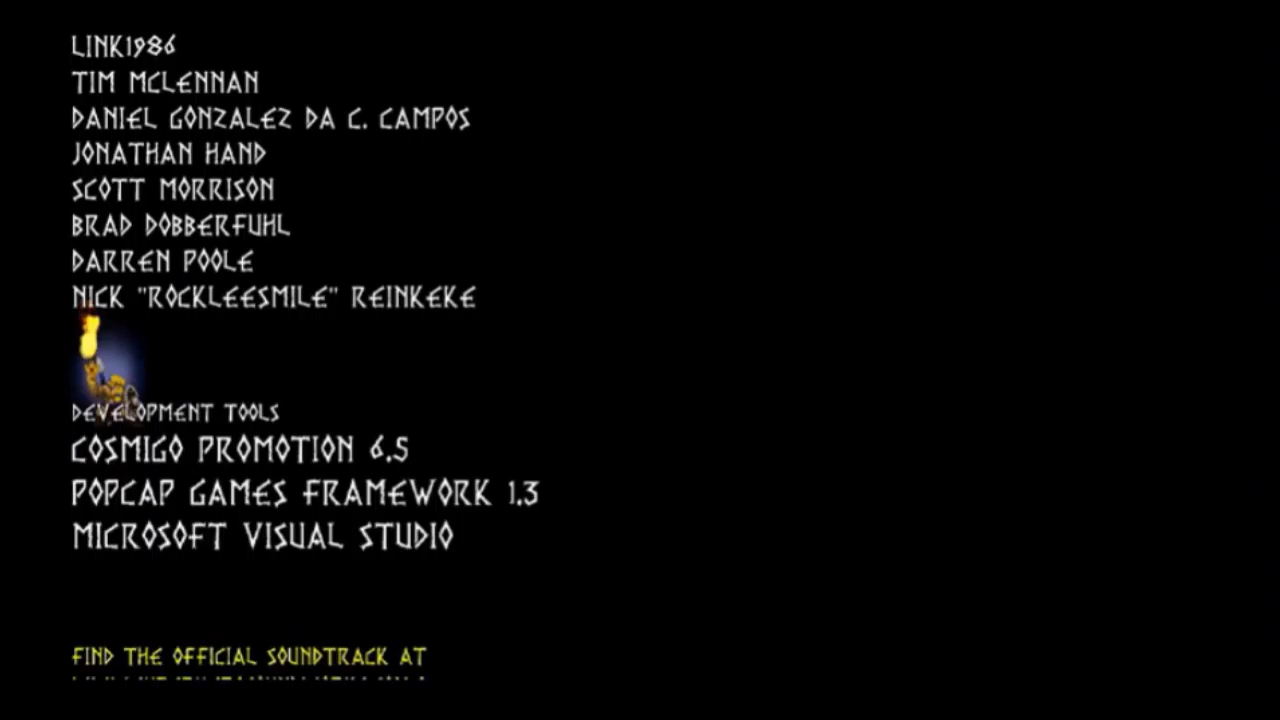 LINK1986
TIM MCLENNAN
DANIEL GONZALEZ DA C. CAMPOS
JONATHAN HAND
SCOTT MORRISON
BRAD DOBBERFUHL
DARREN POOLE
NICK "ROCKLEESMILE" REINKEKE
DEVELOPMENT TOOLS
COSMIGO PROMOTION 6.5
POPCAP GAMES FRAMEWORK 1.3
MICROSOFT VISUAL STUDIO
FIND THE OFFICIAL SOUNDTRACK AT